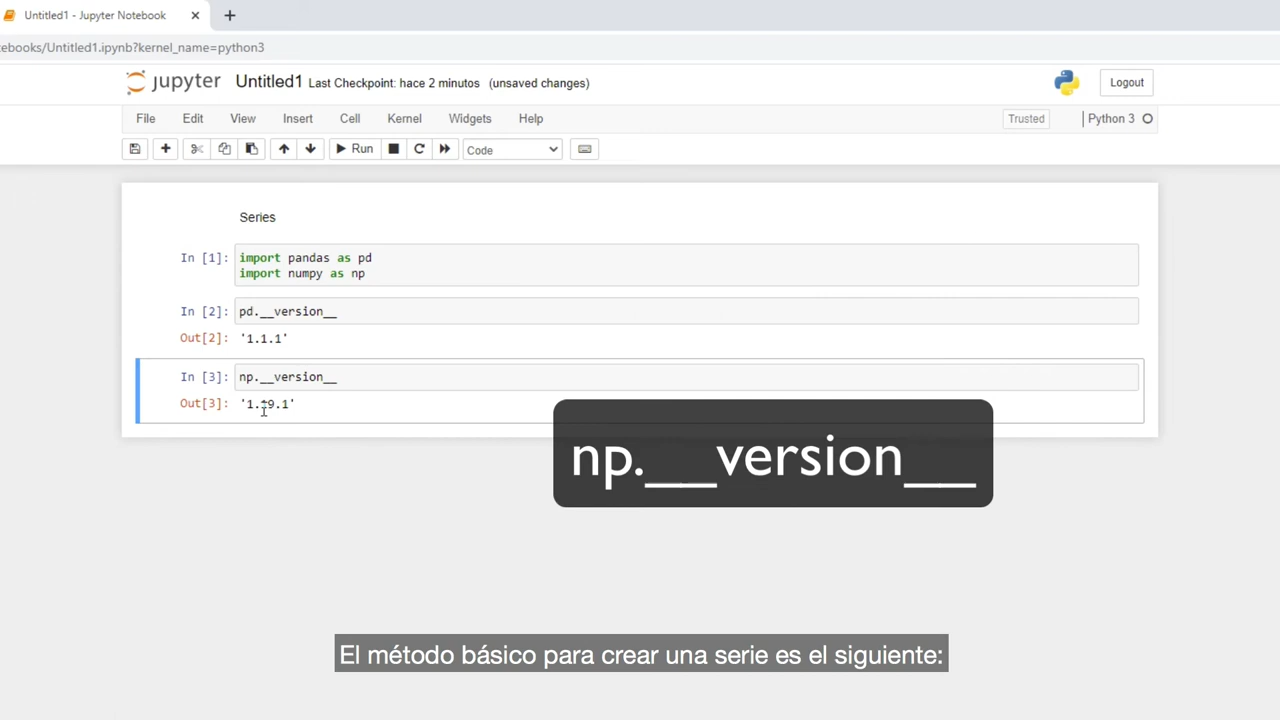 Untitled1 - Jupyter Notebook
ebooks/Untitled1.ipynb?kernel_name=python3
jupyter Untitled1 Last Checkpoint: hace 2 minutos (unsaved changes) Logout
File Edit View Insert Cell Kernel Widgets Help Trusted Python 3
Run Code
Series
In [1]: import pandas as pd
import numpy as np
In [2]: pd.__version__
Out[2]: '1.1.1'
In [3]: np.__version__
Out[3]: '1.19.1'
np.__version__
El método básico para crear una serie es el siguiente: